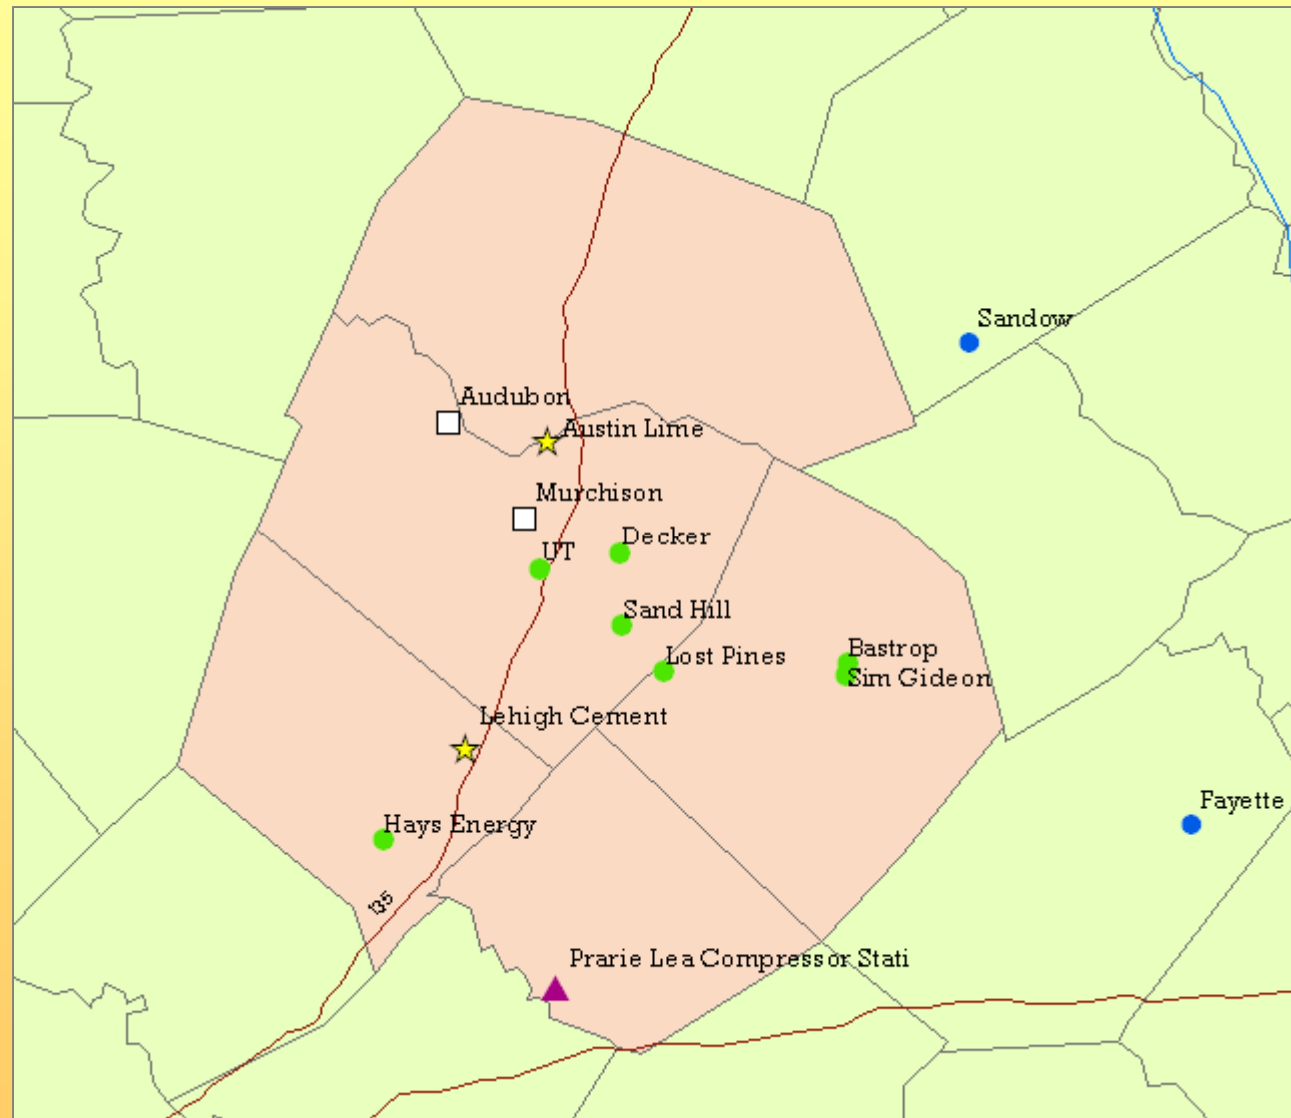 Sandow
Audubon
Austin Lime
Murchison
Decker
UT
Sand Hill
Lost Pines
Bastrop
Sim Gideon
Lehigh Cement
Fayette
Hays Energy
I35
Prarie Lea Compressor Stati